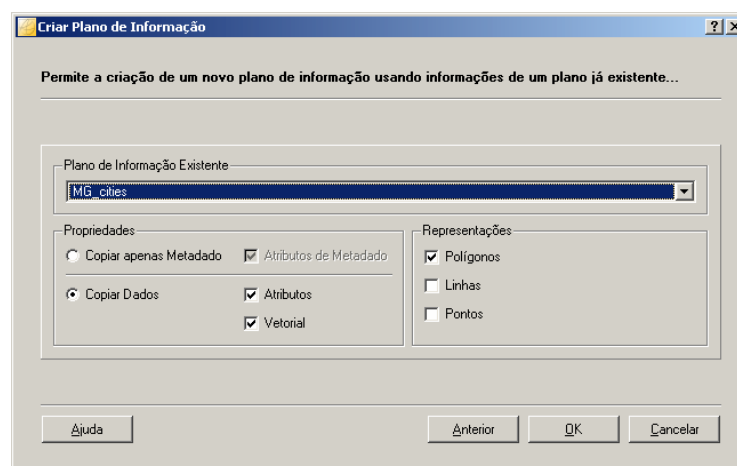 Criar Plano de Informação
Permite a criação de um novo plano de informação usando informações de um plano já existente...
Plano de Informação Existente
MG_cities
Propriedades
Copiar apenas Metadado
Atributos de Metadado
Copiar Dados
Atributos
Vetorial
Representações
Polígonos
Linhas
Pontos
Ajuda
Anterior
OK
Cancelar